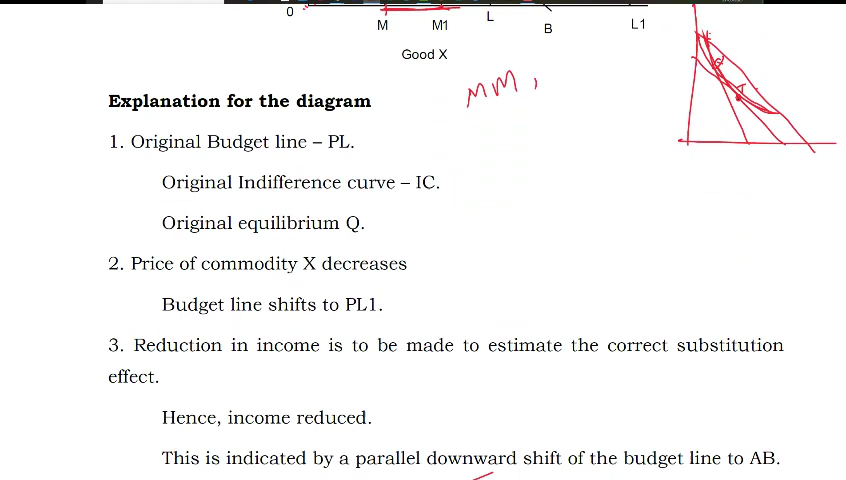 0
M M1 L B L1
Good X
MM,
Explanation for the diagram
1. Original Budget line – PL.
Original Indifference curve – IC.
Original equilibrium Q.
2. Price of commodity X decreases
Budget line shifts to PL1.
3. Reduction in income is to be made to estimate the correct substitution
effect.
Hence, income reduced.
This is indicated by a parallel downward shift of the budget line to AB.